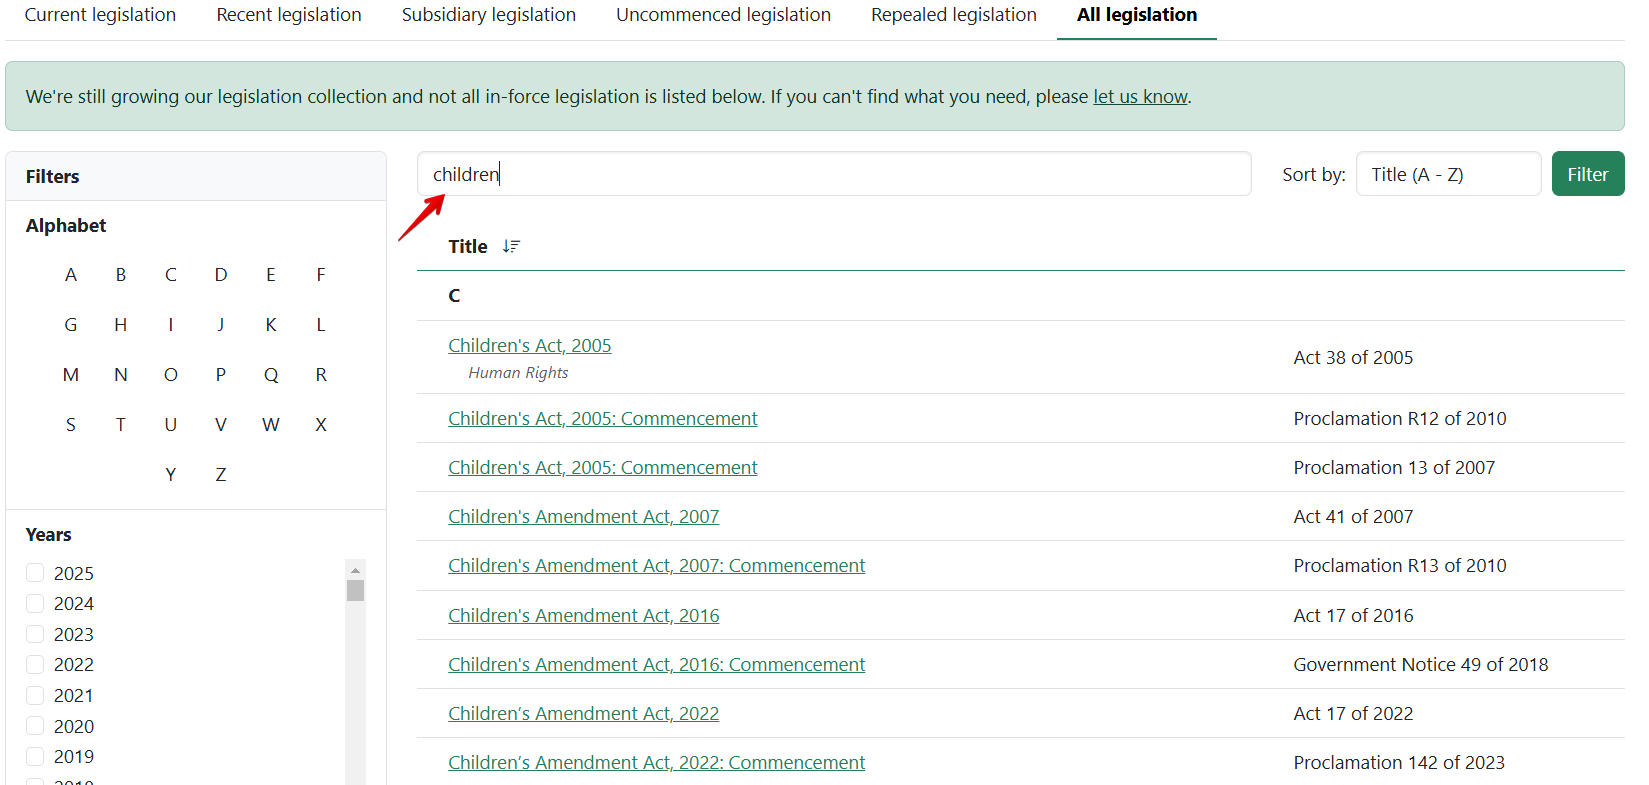 Current legislation Recent legislation Subsidiary legislation Uncommenced legislation Repealed legislation All legislation
We're still growing our legislation collection and not all in-force legislation is listed below. If you can't find what you need, please let us know.
Filters
Alphabet
A B C D E F
G H I J K L
M N O P Q R
S T U V W X
Y Z
Years
2025
2024
2023
2022
2021
2020
2019
children
Sort by: Title (A - Z) Filter
Title
C
Children's Act, 2005 Act 38 of 2005
Human Rights
Children's Act, 2005: Commencement Proclamation R12 of 2010
Children's Act, 2005: Commencement Proclamation 13 of 2007
Children's Amendment Act, 2007 Act 41 of 2007
Children's Amendment Act, 2007: Commencement Proclamation R13 of 2010
Children's Amendment Act, 2016 Act 17 of 2016
Children's Amendment Act, 2016: Commencement Government Notice 49 of 2018
Children’s Amendment Act, 2022 Act 17 of 2022
Children’s Amendment Act, 2022: Commencement Proclamation 142 of 2023